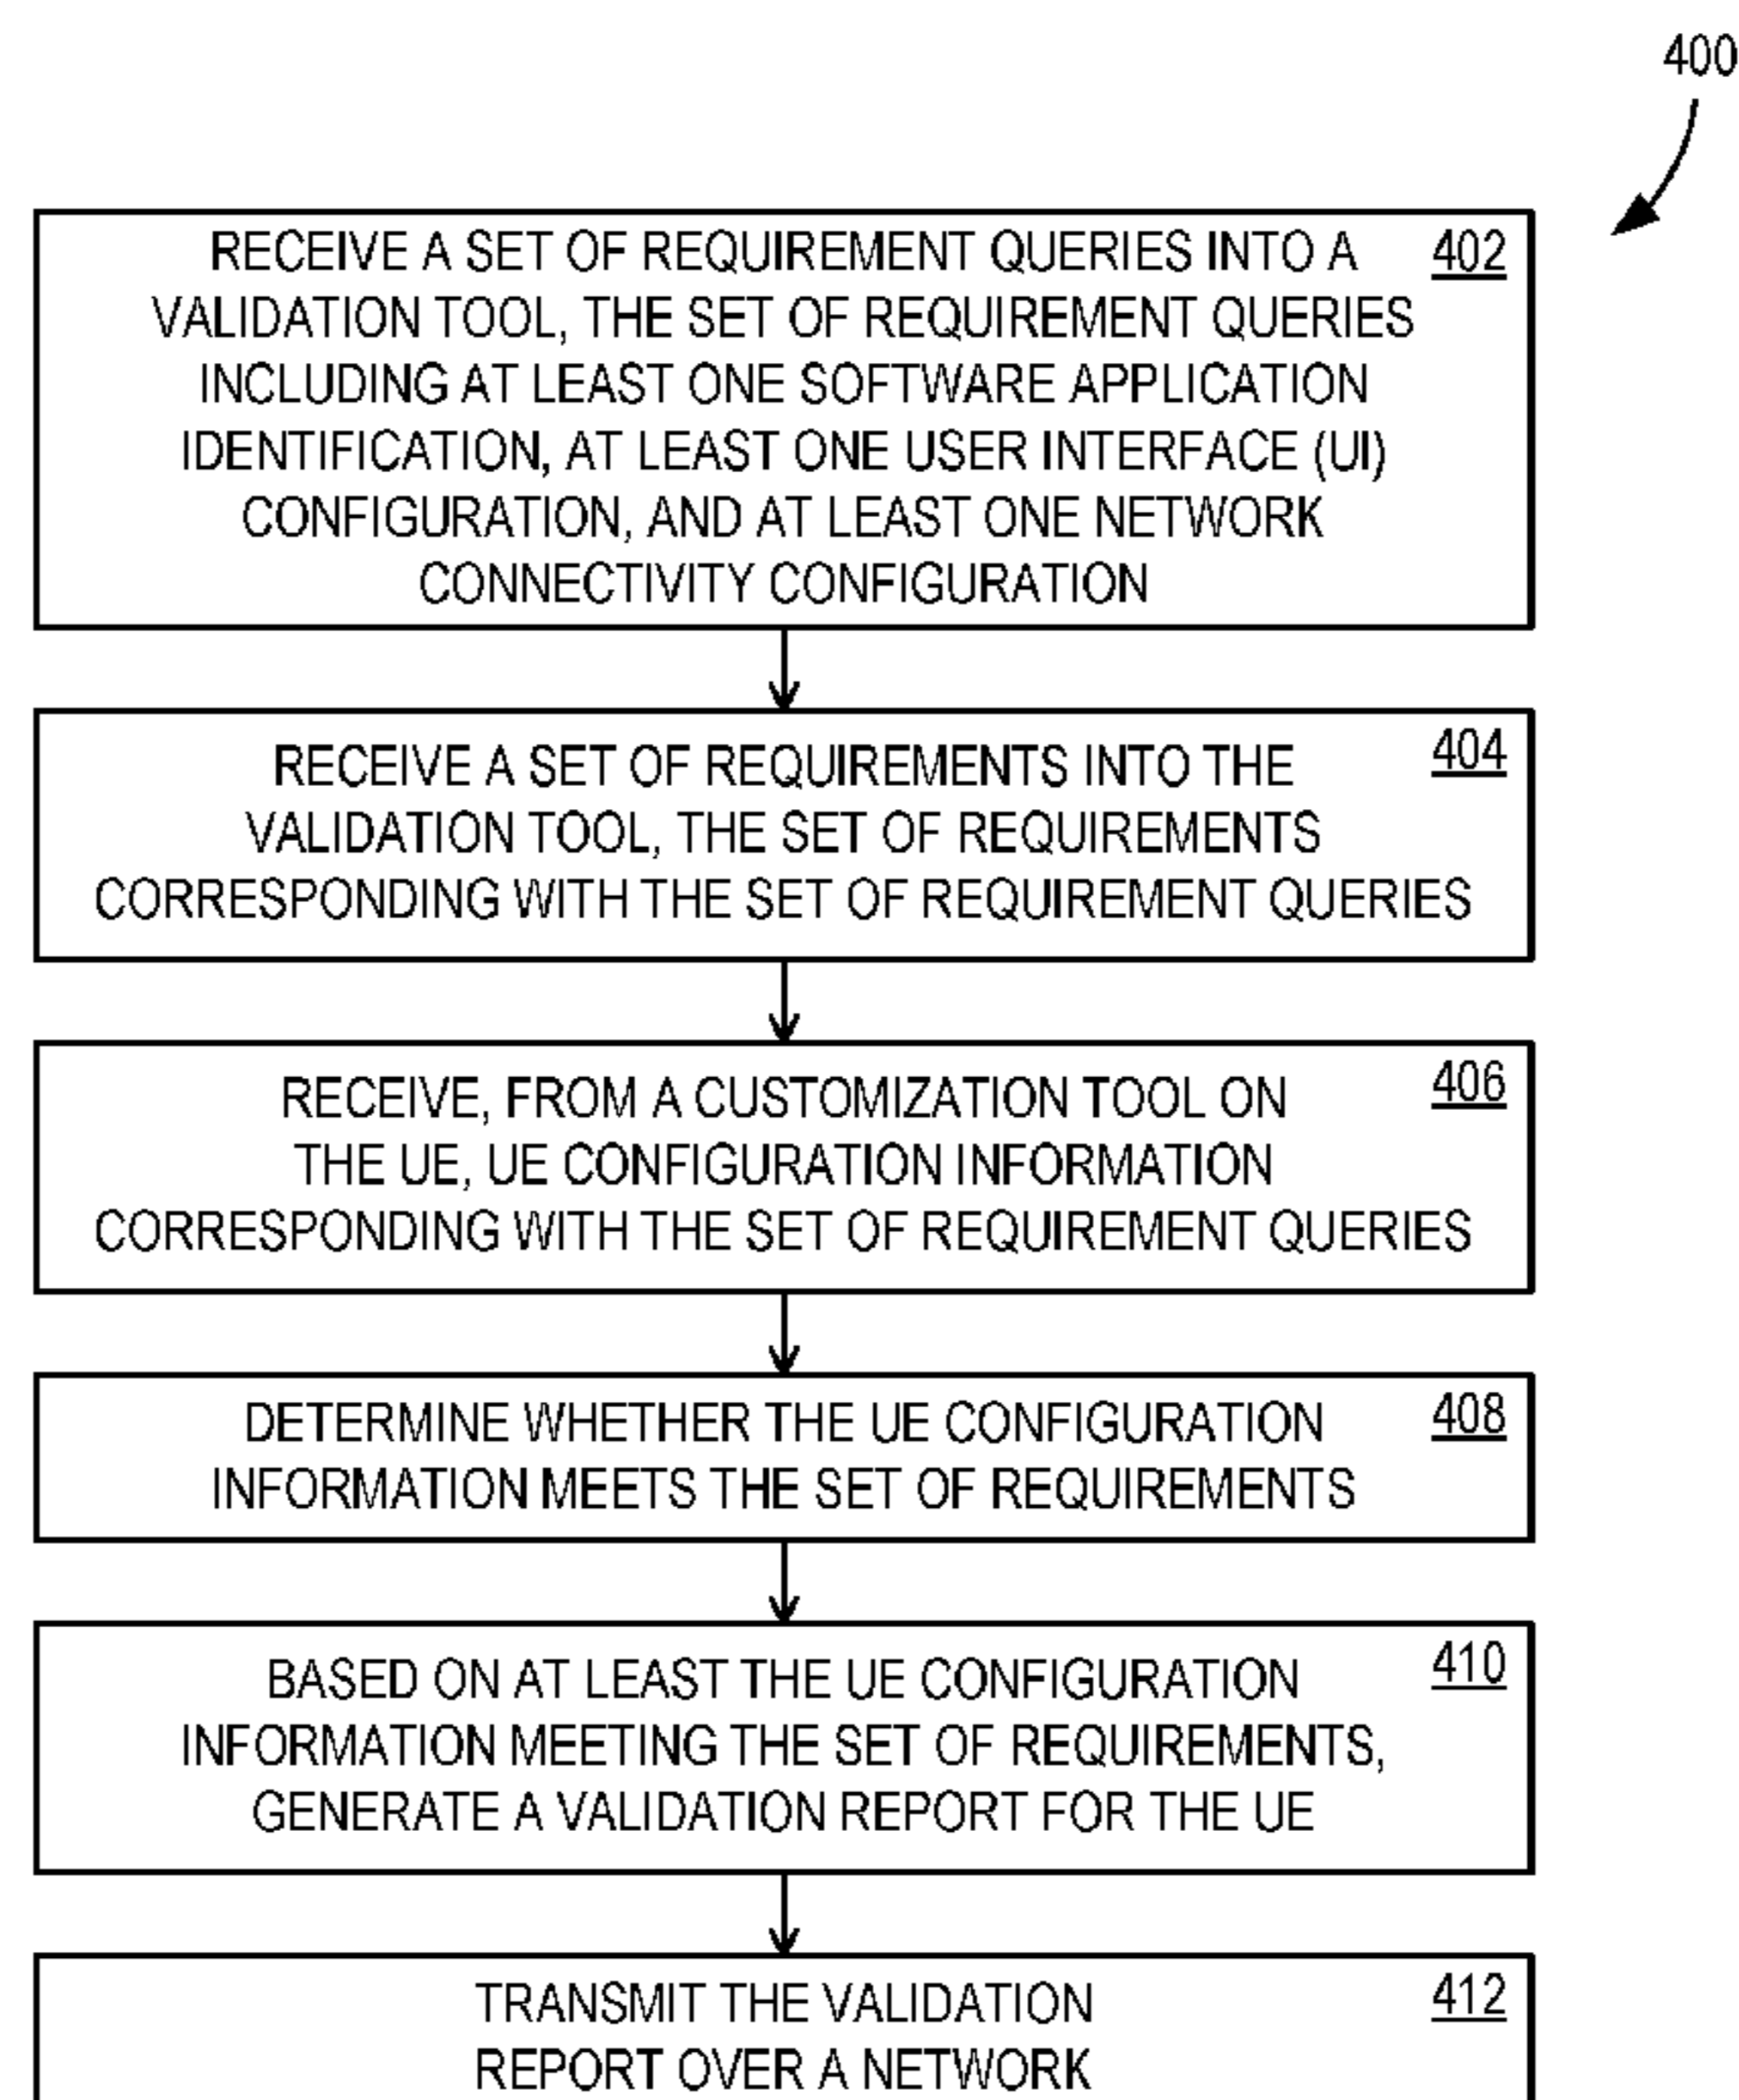 400
RECEIVE A SET OF REQUIREMENT QUERIES INTO A 402
VALIDATION TOOL, THE SET OF REQUIREMENT QUERIES
INCLUDING AT LEAST ONE SOFTWARE APPLICATION
IDENTIFICATION, AT LEAST ONE USER INTERFACE (UI)
CONFIGURATION, AND AT LEAST ONE NETWORK
CONNECTIVITY CONFIGURATION
404
RECEIVE A SET OF REQUIREMENTS INTO THE
VALIDATION TOOL, THE SET OF REQUIREMENTS
CORRESPONDING WITH THE SET OF REQUIREMENT QUERIES
406
RECEIVE, FROM A CUSTOMIZATION TOOL ON
THE UE, UE CONFIGURATION INFORMATION
CORRESPONDING WITH THE SET OF REQUIREMENT QUERIES
DETERMINE WHETHER THE UE CONFIGURATION 408
INFORMATION MEETS THE SET OF REQUIREMENTS
410
BASED ON AT LEAST THE UE CONFIGURATION
INFORMATION MEETING THE SET OF REQUIREMENTS,
GENERATE A VALIDATION REPORT FOR THE UE
TRANSMIT THE VALIDATION 412
REPORT OVER A NETWORK